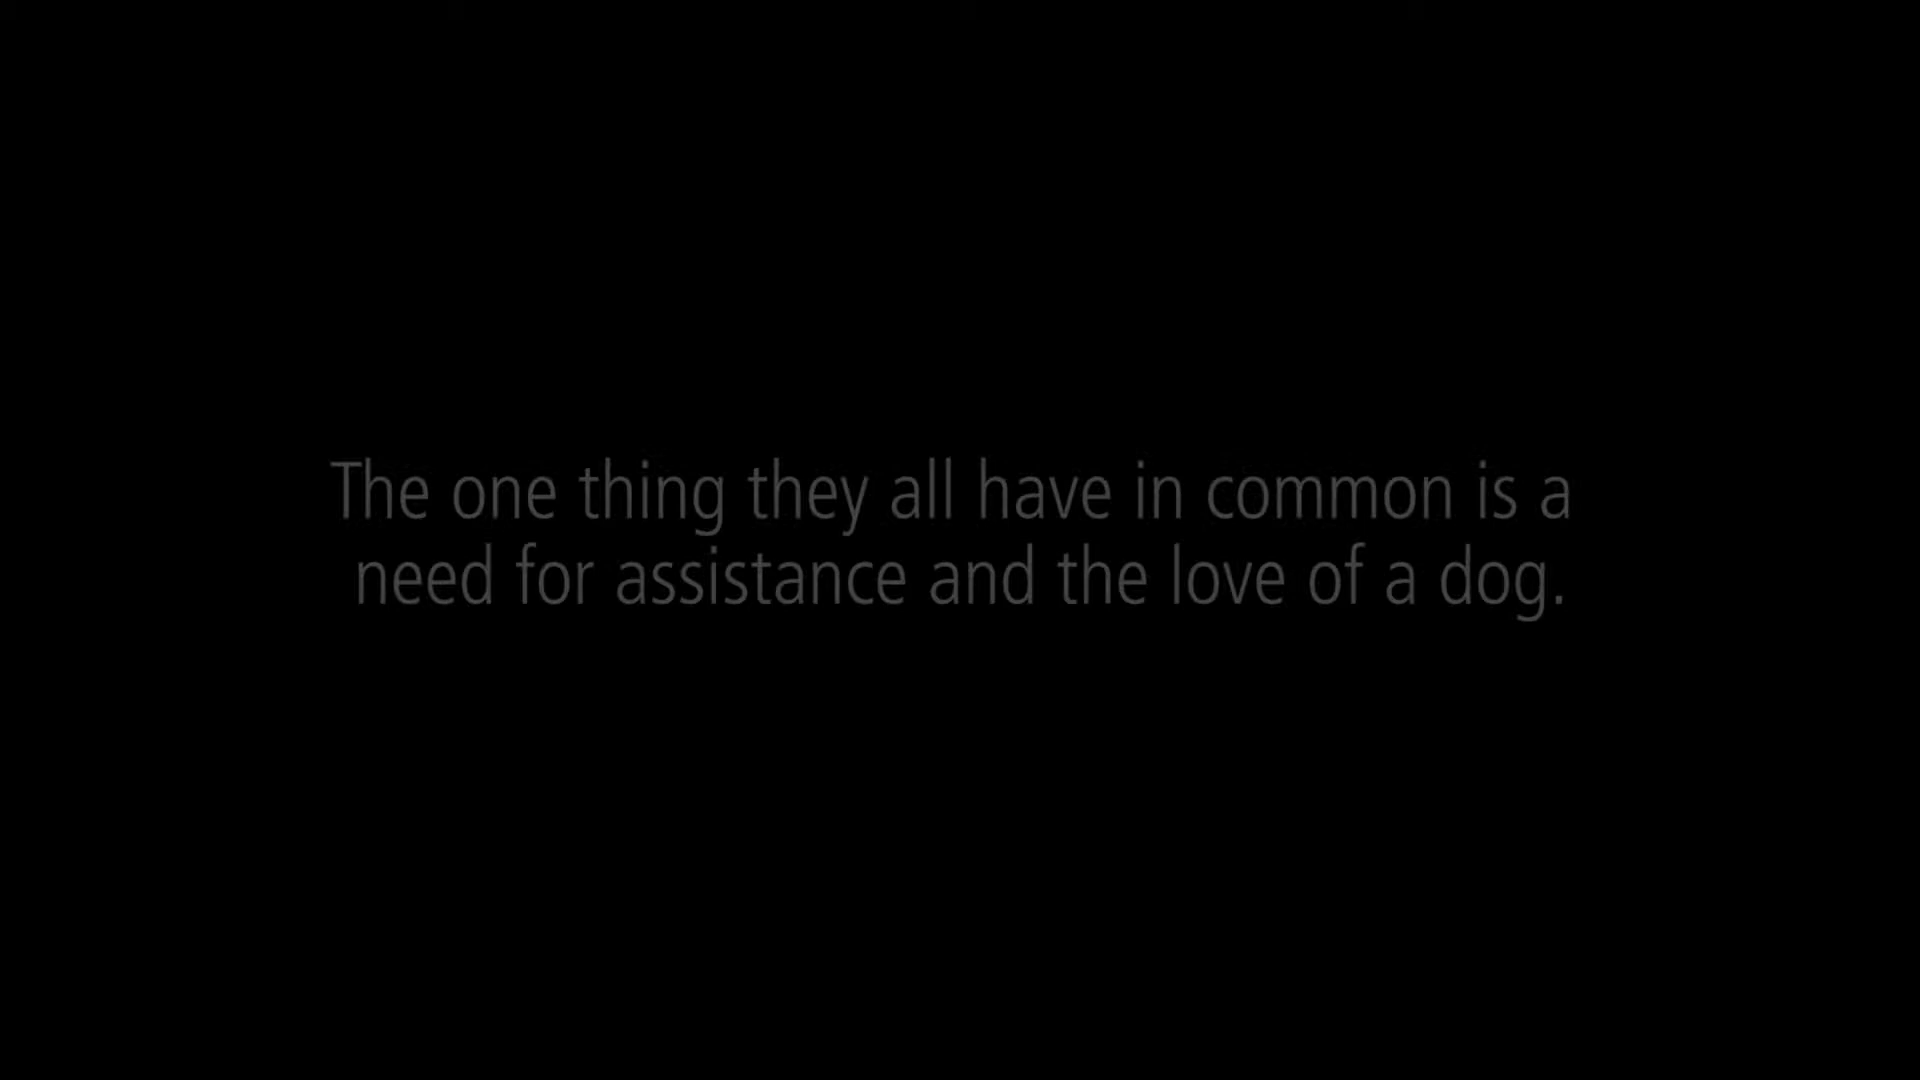 The one thing they all have in common is a
need for assistance and the love of a dog.